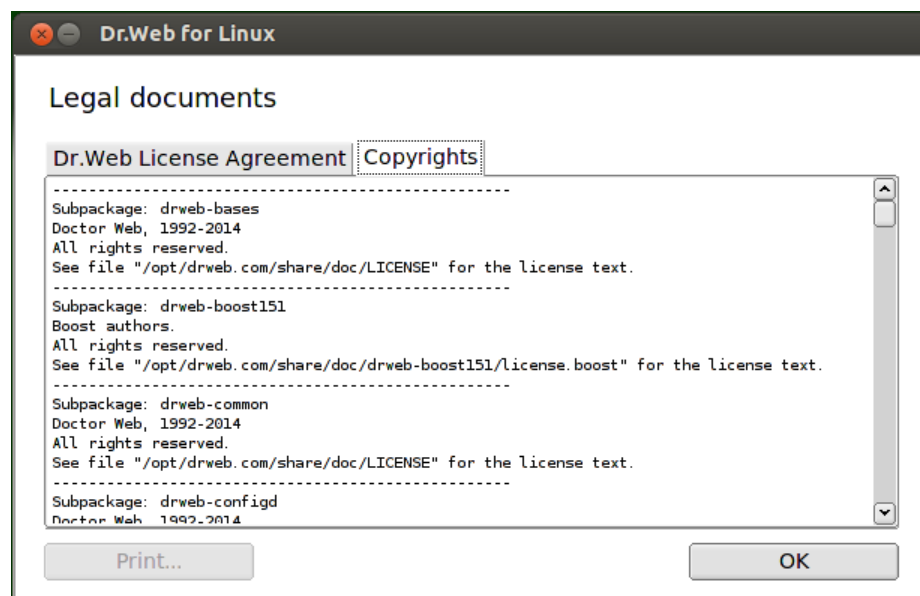 Dr.Web for Linux
Legal documents
Dr.Web License Agreement Copyrights
---------------------------------------------------
Subpackage: drweb-bases
Doctor Web, 1992-2014
All rights reserved.
See file "/opt/drweb.com/share/doc/LICENSE" for the license text.
---------------------------------------------------
Subpackage: drweb-boost151
Boost authors.
All rights reserved.
See file "/opt/drweb.com/share/doc/drweb-boost151/license.boost" for the license text.
---------------------------------------------------
Subpackage: drweb-common
Doctor Web, 1992-2014
All rights reserved.
See file "/opt/drweb.com/share/doc/LICENSE" for the license text.
---------------------------------------------------
Subpackage: drweb-configd
Doctor Web, 1992-2014
Print... OK